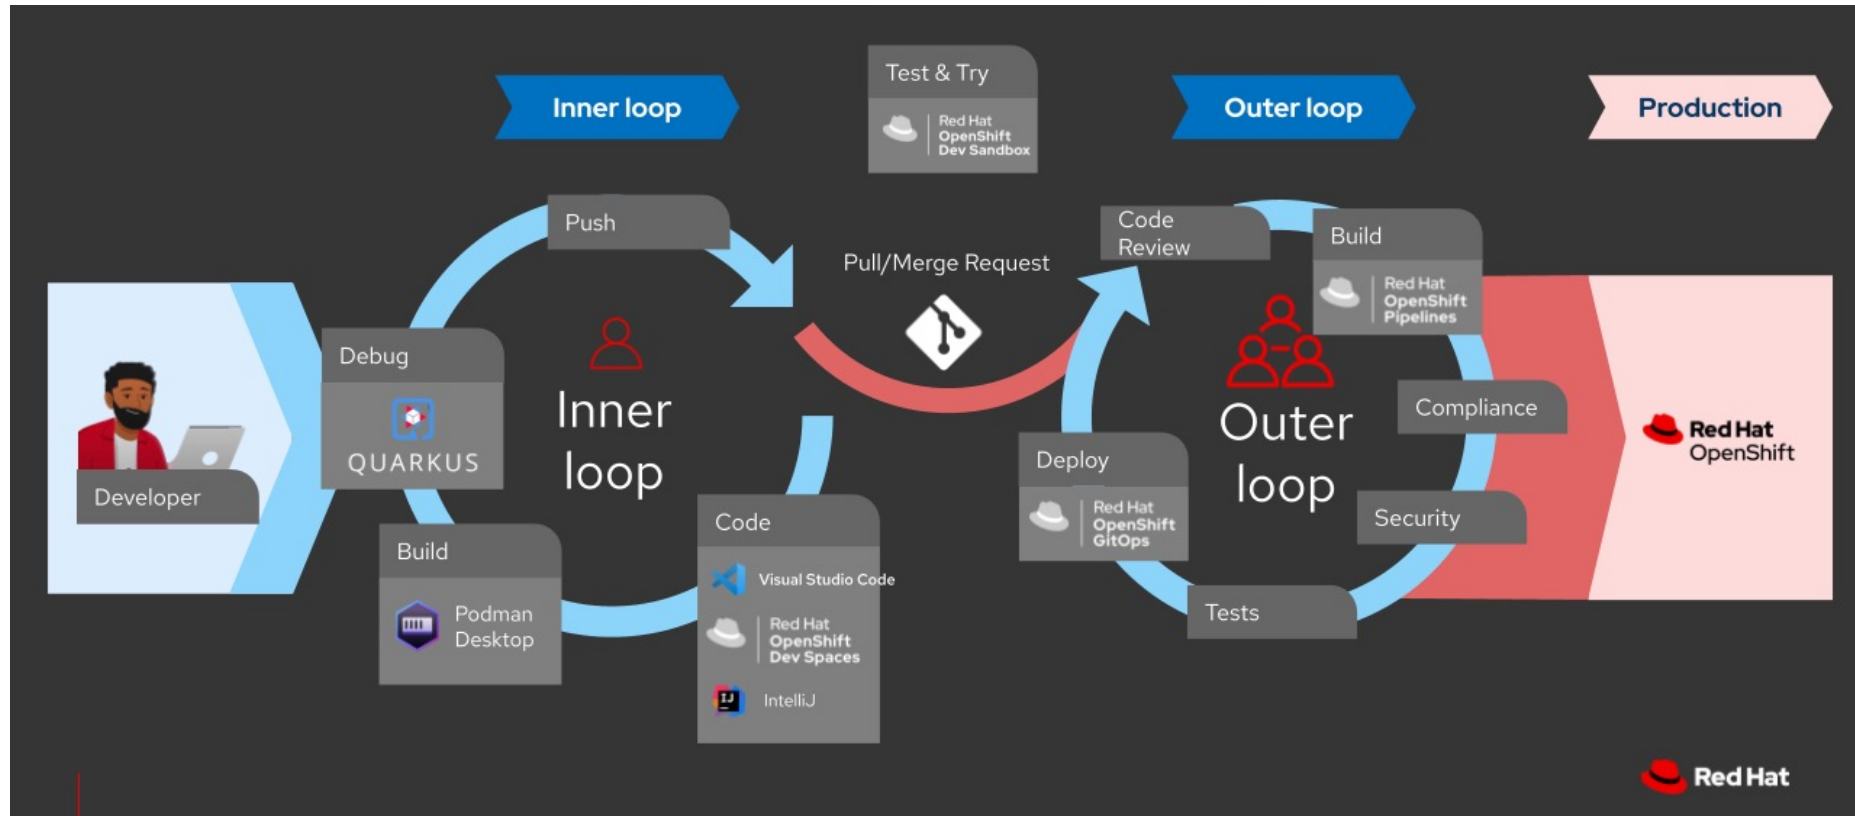 Test & Try
Red Hat
OpenShift
Dev Sandbox
Inner loop
Outer loop
Production
Push
Code
Review
Build
Red Hat
OpenShift
Pipelines
Pull/Merge Request
Debug
QUARKUS
Inner
loop
Outer
loop
Compliance
Red Hat
OpenShift
Developer
Deploy
Red Hat
OpenShift
GitOps
Security
Build
Podman
Desktop
Code
Visual Studio Code
Red Hat
OpenShift
Dev Spaces
IJ
IntelliJ
Tests
Red Hat